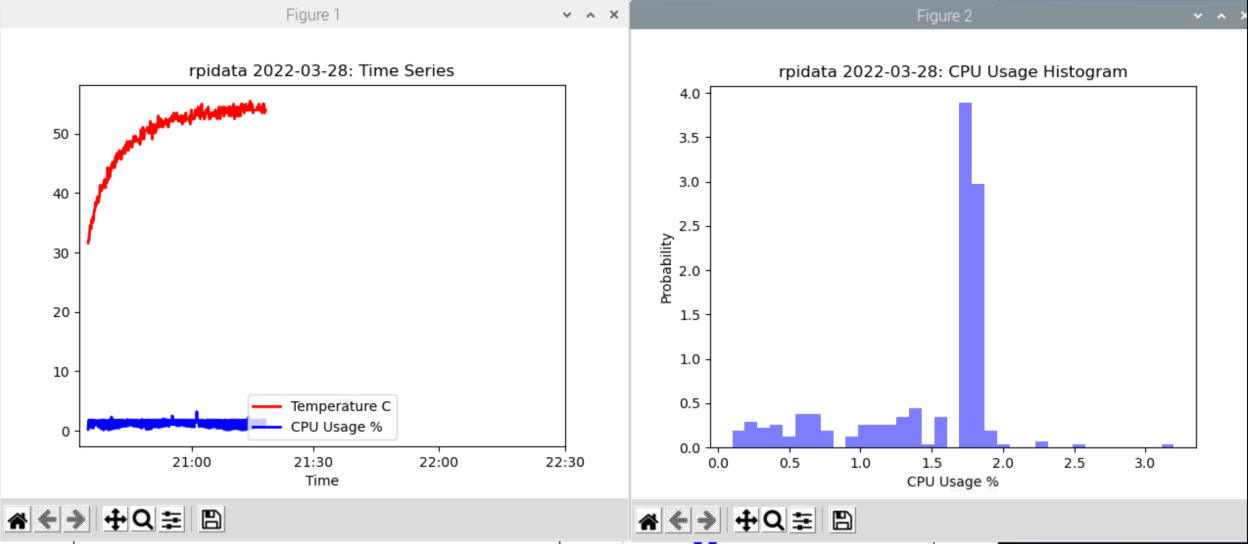 Figure 1
rpidata 2022-03-28: Time Series
50
40
30
20
10
0
Temperature C
CPU Usage %
21:00 21:30 22:00 22:30
Time
Figure 2
rpidata 2022-03-28: CPU Usage Histogram
4.0
3.5
3.0
2.5
2.0
1.5
1.0
0.5
0.0
Probability
0.0 0.5 1.0 1.5 2.0 2.5 3.0
CPU Usage %